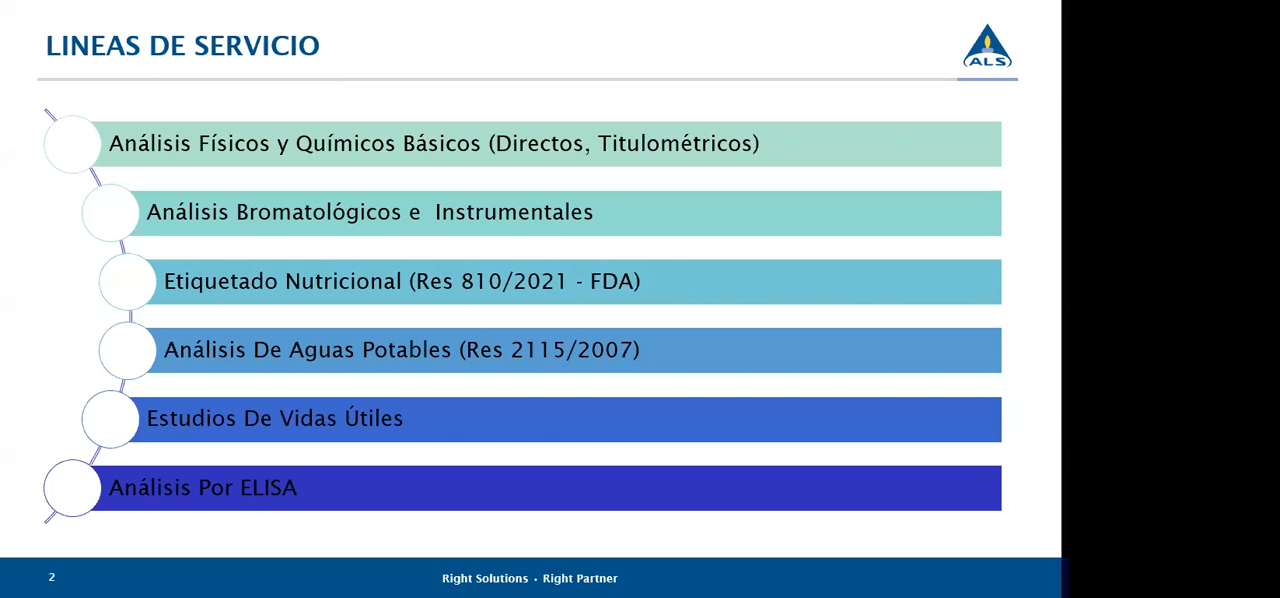 LINEAS DE SERVICIO
ALS
Análisis Físicos y Químicos Básicos (Directos, Titulométricos)
Análisis Bromatológicos e  Instrumentales
Etiquetado Nutricional (Res 810/2021 - FDA)
Análisis De Aguas Potables (Res 2115/2007)
Estudios De Vidas Útiles
Análisis Por ELISA
2
Right Solutions • Right Partner